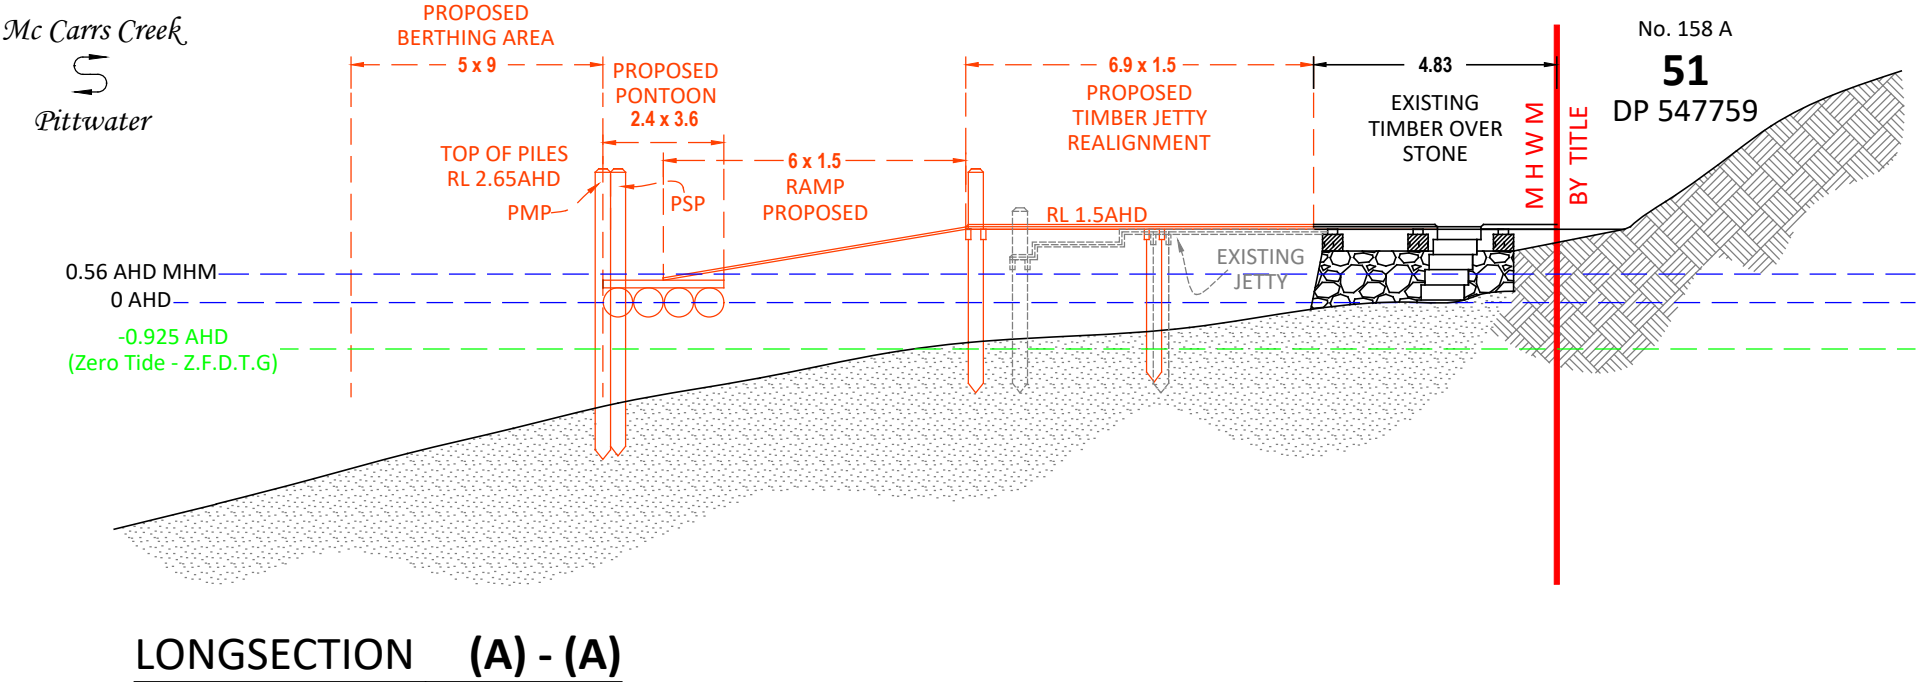 Mc Carrs Creek
Pittwater
PROPOSED
BERTHING AREA
5 x 9
PROPOSED
PONTOON
2.4 x 3.6
TOP OF PILES
RL 2.65AHD
PMP
PSP
6 x 1.5
RAMP
PROPOSED
6.9 x 1.5
PROPOSED
TIMBER JETTY
REALIGNMENT
RL 1.5AHD
EXISTING
JETTY
4.83
EXISTING
TIMBER OVER
STONE
M H W M
BY TITLE
No. 158 A
51
DP 547759
0.56 AHD MHM
0 AHD
-0.925 AHD
(Zero Tide - Z.F.D.T.G)
LONGSECTION (A) - (A)